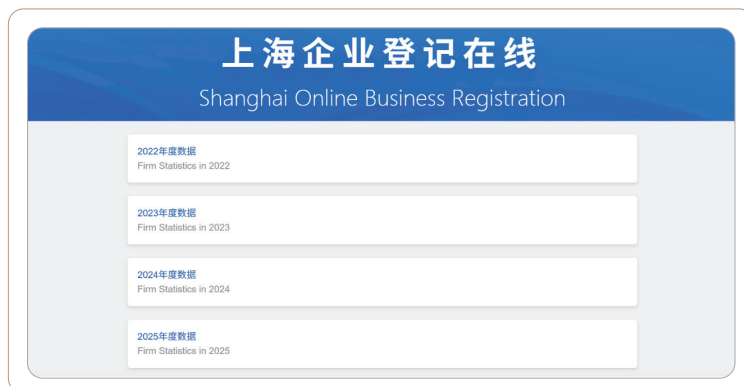 上海企业登记在线
Shanghai Online Business Registration
2022年度数据
Firm Statistics in 2022
2023年度数据
Firm Statistics in 2023
2024年度数据
Firm Statistics in 2024
2025年度数据
Firm Statistics in 2025